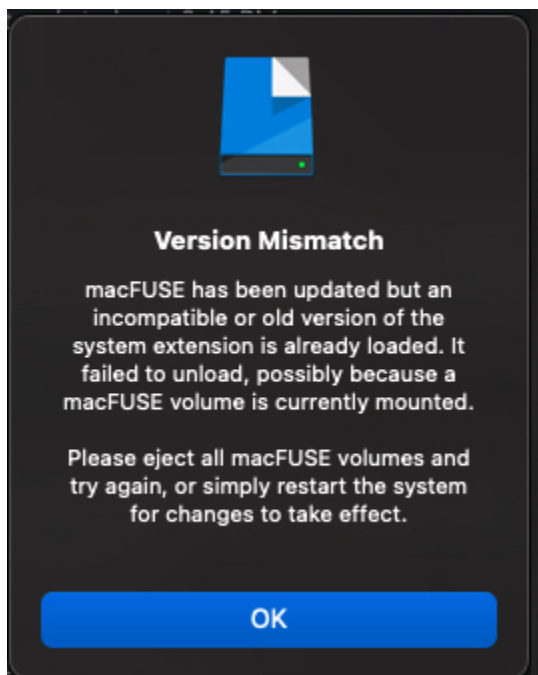 Version Mismatch
macFUSE has been updated but an
incompatible or old version of the
system extension is already loaded. It
failed to unload, possibly because a
macFUSE volume is currently mounted.
Please eject all macFUSE volumes and
try again, or simply restart the system
for changes to take effect.
OK